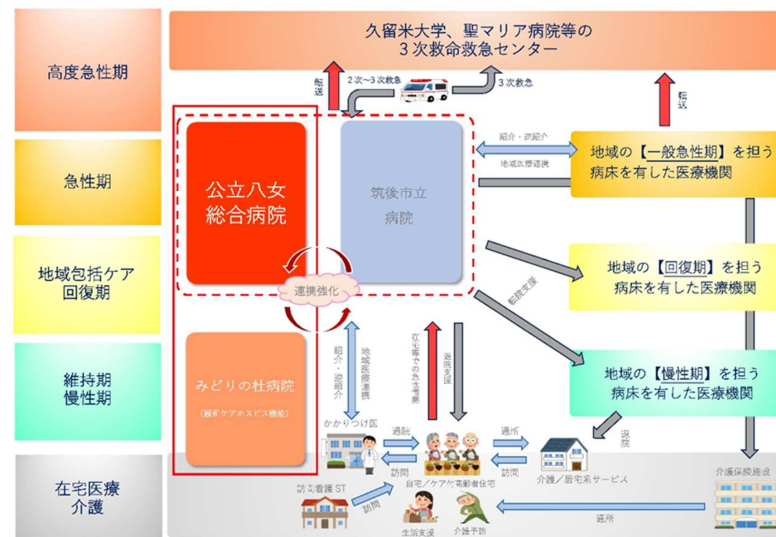 久留米大学、聖マリア病院等の
３次救命救急センター
高度急性期
転送
２次～３次救急
３次救急
転送
急性期
公立八女
総合病院
筑後市立
病院
紹介・逆紹介
地域医療連携
地域の【一般急性期】を担う
病床を有した医療機関
地域包括ケア
回復期
連携強化
転院支援
地域の【回復期】を担う
病床を有した医療機関
維持期
慢性期
みどりの杜病院
(緩和ケアホスピス機能)
紹介・逆紹介
地域医療連携
在宅等での急性増悪
退院支援
地域の【慢性期】を担う
病床を有した医療機関
退院
在宅医療
介護
かかりつけ医
通院
訪問
通所
訪問
自宅／ケア付高齢者住宅
介護／居宅系サービス
介護保険施設
訪問看護ST
訪問
生活支援
介護予防
通所